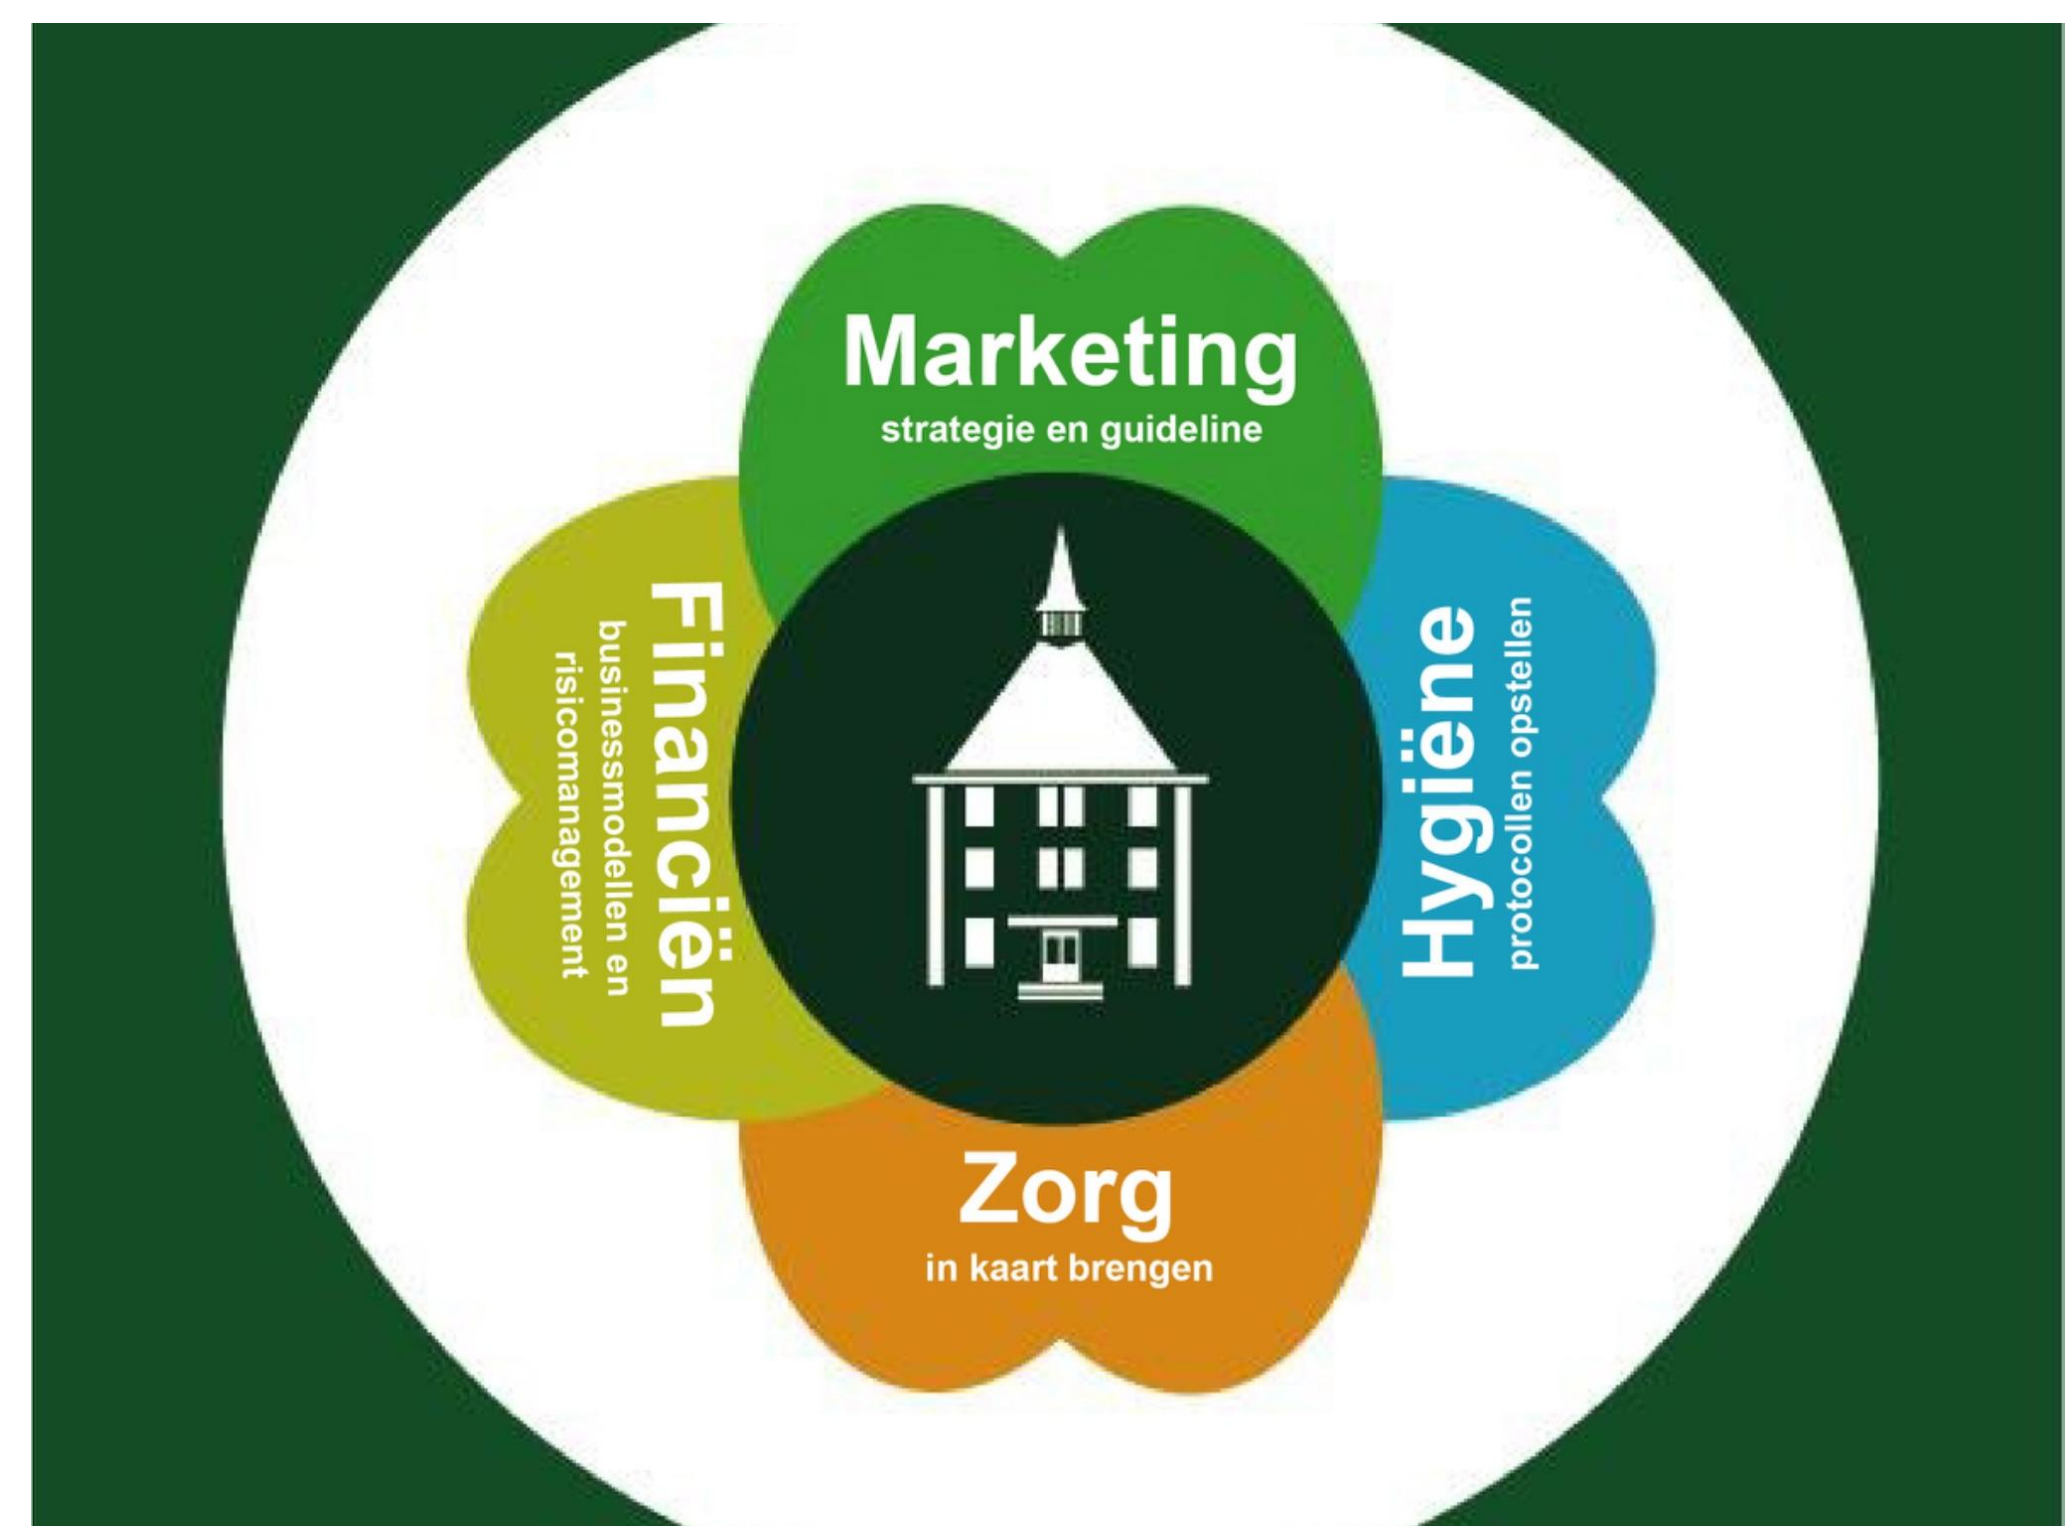 Marketing
strategie en guideline
Financiën
businessmodellen en
risicomanagement
Hygiëne
protocollen opstellen
Zorg
in kaart brengen